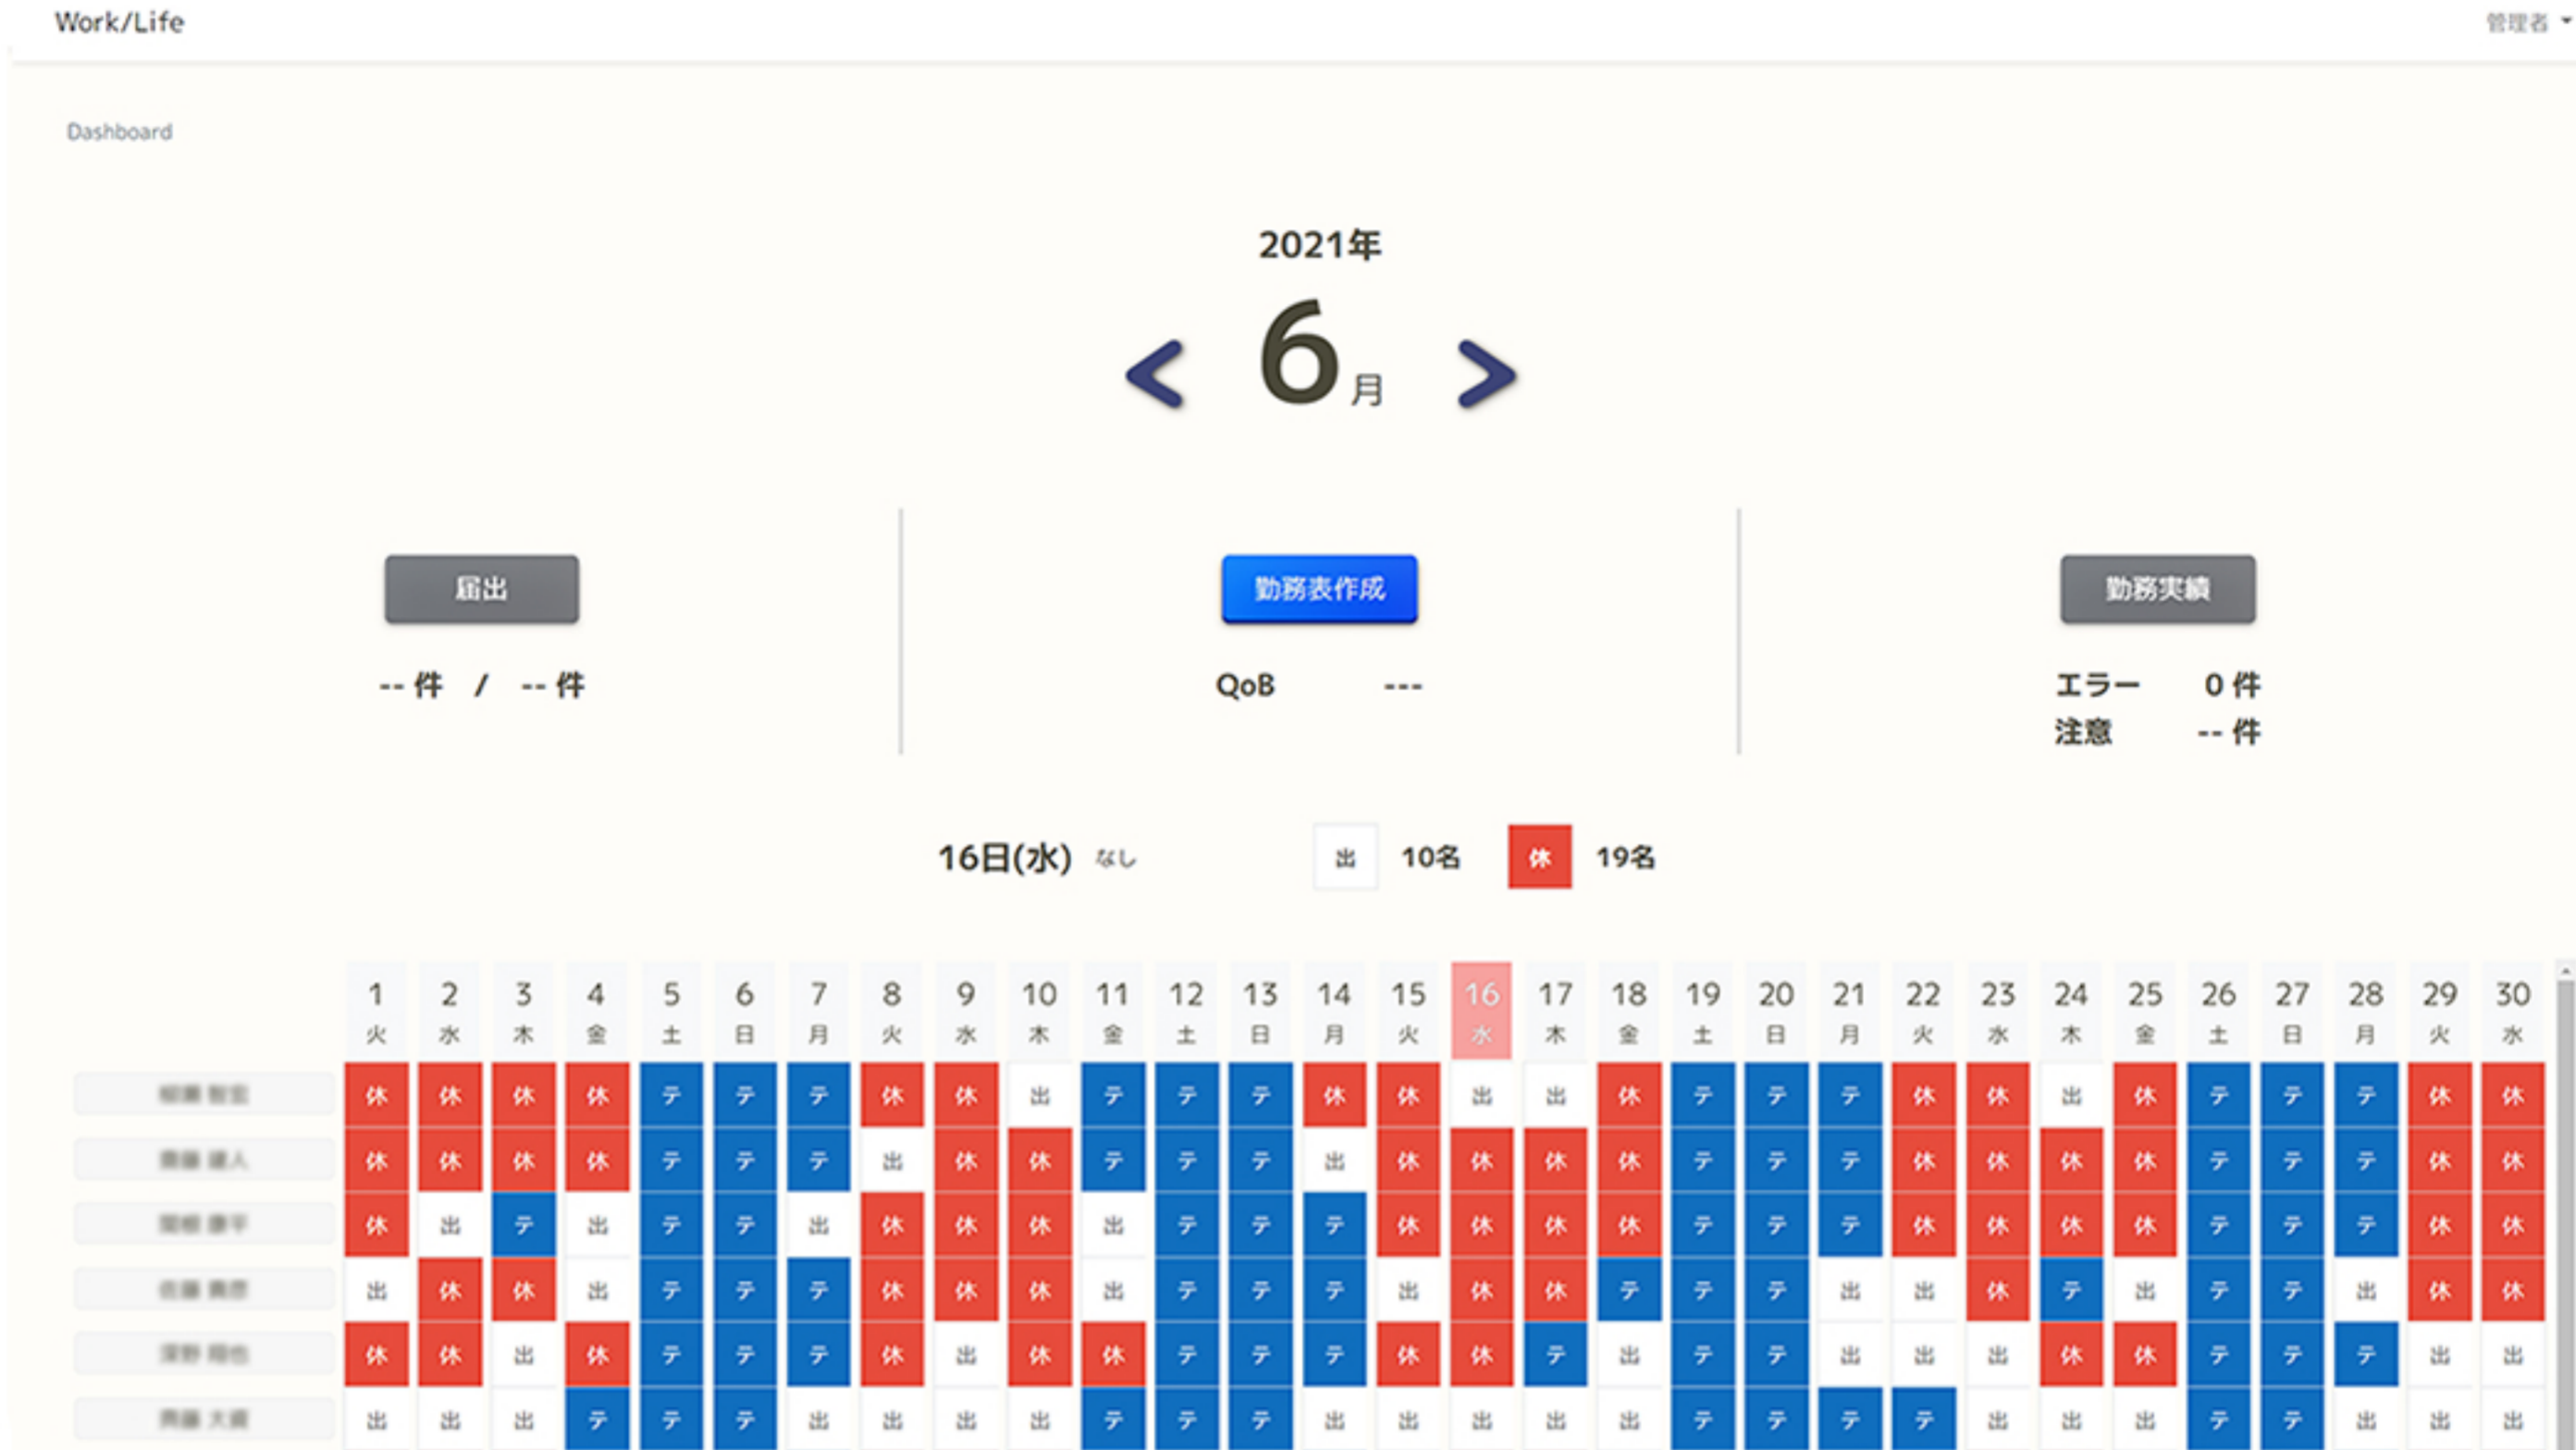 Work/Life
管理者
Dashboard
2021年
6月
届出
勤務表作成
勤務実績
-- 件 / -- 件
QoB ---
エラー 0 件
注意 -- 件
16日(水) なし 出 10名 休 19名
1 2 3 4 5 6 7 8 9 10 11 12 13 14 15 16 17 18 19 20 21 22 23 24 25 26 27 28 29 30
火 水 木 金 土 日 月 火 水 木 金 土 日 月 火 水 木 金 土 日 月 火 水 木 金 土 日 月 火 水
休 休 休 休 テ テ テ 休 休 出 テ テ テ 休 休 出 出 休 テ テ テ 休 休 出 休 テ テ テ 休 休
休 休 休 休 テ テ テ 出 休 休 テ テ テ 出 休 休 休 休 テ テ テ 休 休 休 休 テ テ テ 休 休
休 出 テ 出 テ テ 出 休 休 休 出 テ テ テ 休 休 休 休 テ テ テ 休 休 休 休 テ テ テ 休 休
出 休 休 出 テ テ テ 休 休 休 出 テ テ テ 出 休 休 テ テ テ 出 出 休 テ 出 テ テ 出 休 休
休 休 出 休 テ テ テ 休 出 休 休 テ テ テ 休 休 テ 出 テ テ 出 出 出 休 休 テ テ テ 出 出
出 出 出 テ テ テ 出 出 出 出 テ テ テ 出 出 出 出 出 テ テ テ テ 出 出 出 テ テ 出 出 出